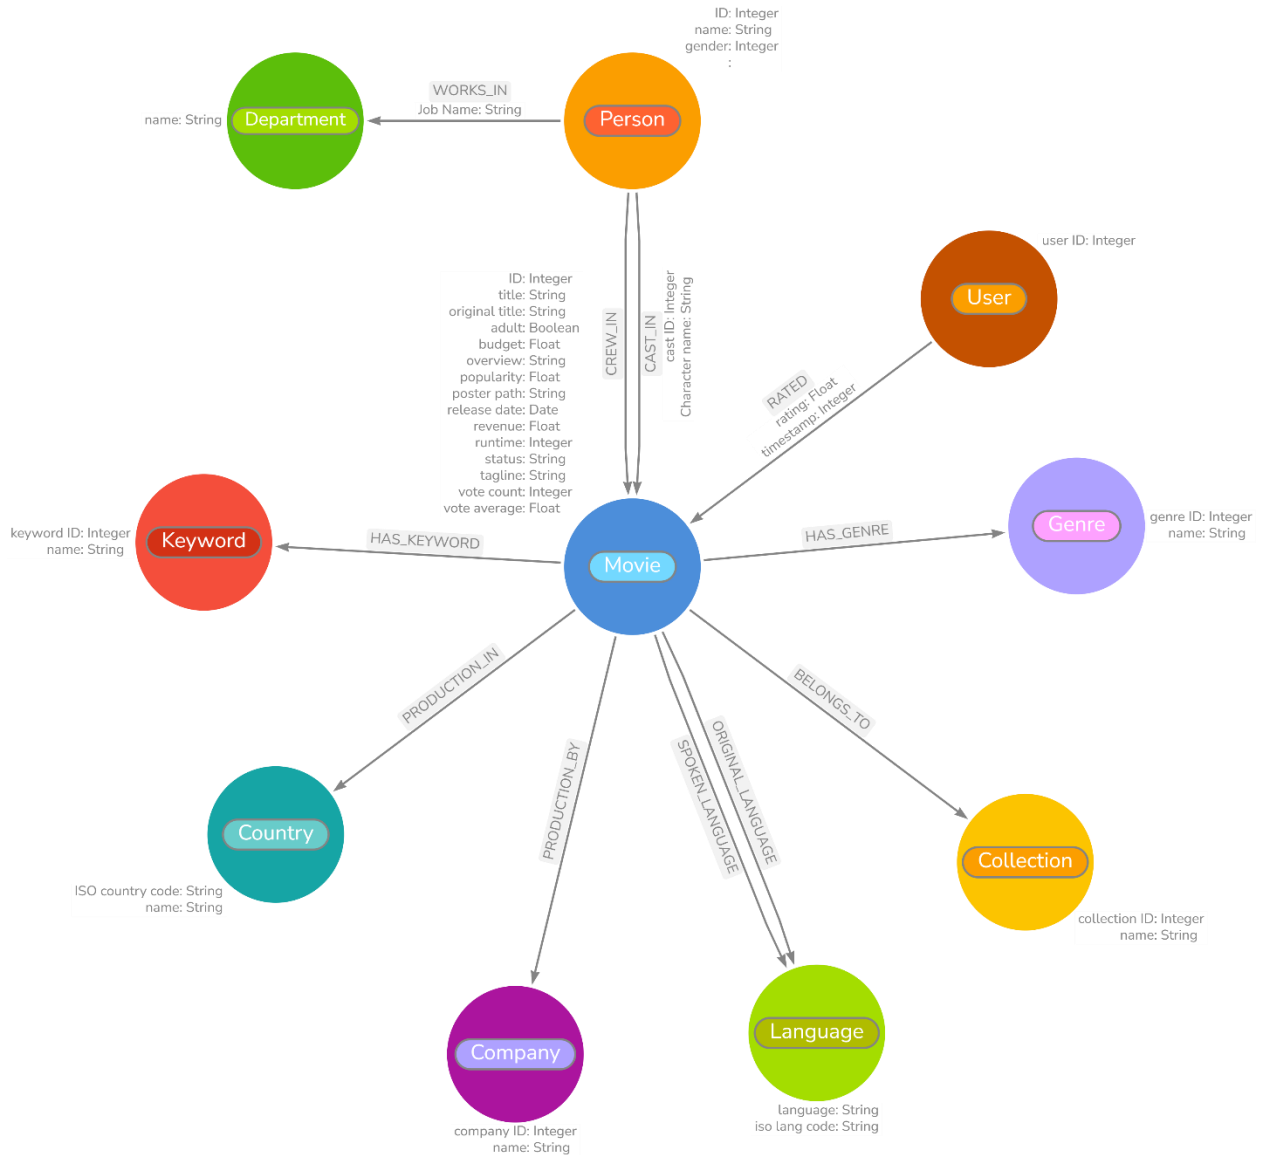 ID: Integer
name: String
gender: Integer
:
Person
WORKS_IN
Job Name: String
Department
name: String
CREW_IN
CAST_IN
cast ID: Integer
Character name: String
user ID: Integer
User
RATED
rating: Float
timestamp: Integer
ID: Integer
title: String
original title: String
adult: Boolean
budget: Float
overview: String
popularity: Float
poster path: String
release date: Date
revenue: Float
runtime: Integer
status: String
tagline: String
vote count: Integer
vote average: Float
Movie
HAS_KEYWORD
Keyword
keyword ID: Integer
name: String
HAS_GENRE
Genre
genre ID: Integer
name: String
PRODUCTION_IN
Country
ISO country code: String
name: String
PRODUCTION_BY
Company
company ID: Integer
name: String
SPOKEN_LANGUAGE
ORIGINAL_LANGUAGE
Language
language: String
iso lang code: String
BELONGS_TO
Collection
collection ID: Integer
name: String